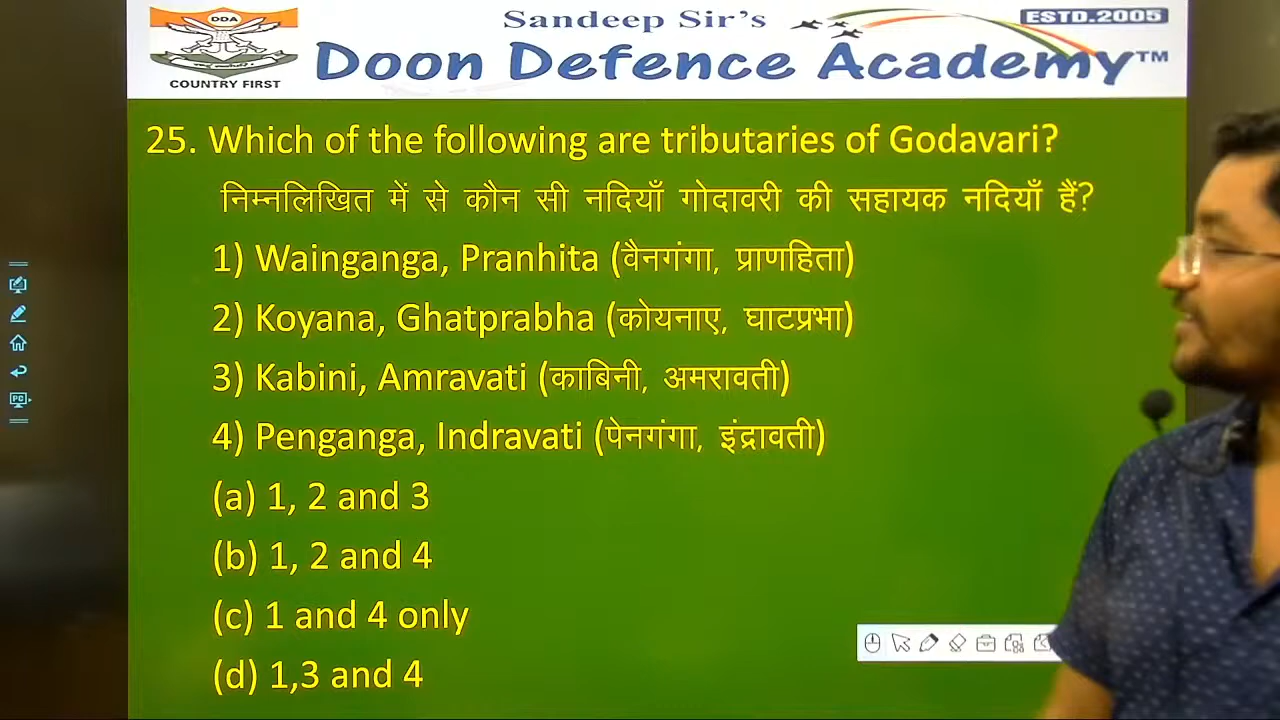 DDA
COUNTRY FIRST
Sandeep Sir's
ESTD.2005
Doon Defence Academy™
25. Which of the following are tributaries of Godavari?
निम्नलिखित में से कौन सी नदियाँ गोदावरी की सहायक नदियाँ हैं?
1) Wainganga, Pranhita (वैनगंगा, प्राणहिता)
2) Koyana, Ghatprabha (कोयनाए, घाटप्रभा)
3) Kabini, Amravati (काबिनी, अमरावती)
4) Penganga, Indravati (पेनगंगा, इंद्रावती)
(a) 1, 2 and 3
(b) 1, 2 and 4
(c) 1 and 4 only
(d) 1,3 and 4
PC